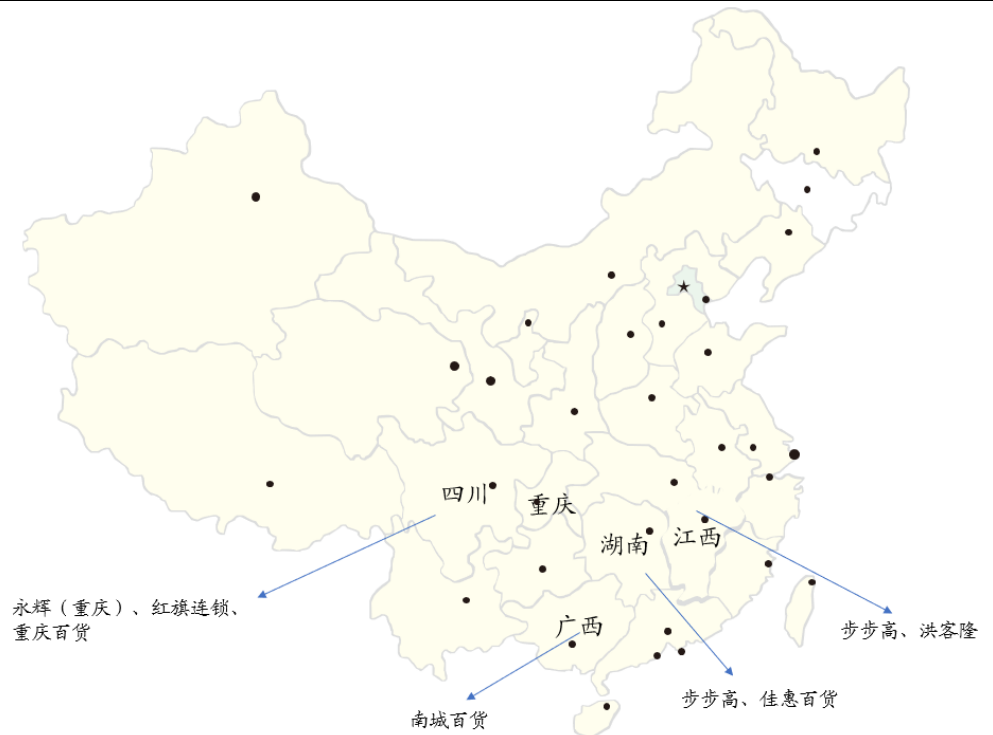 四川
重庆
湖南
江西
永辉（重庆）、红旗连锁、
重庆百货
广西
步步高、洪客隆
步步高、佳惠百货
南城百货